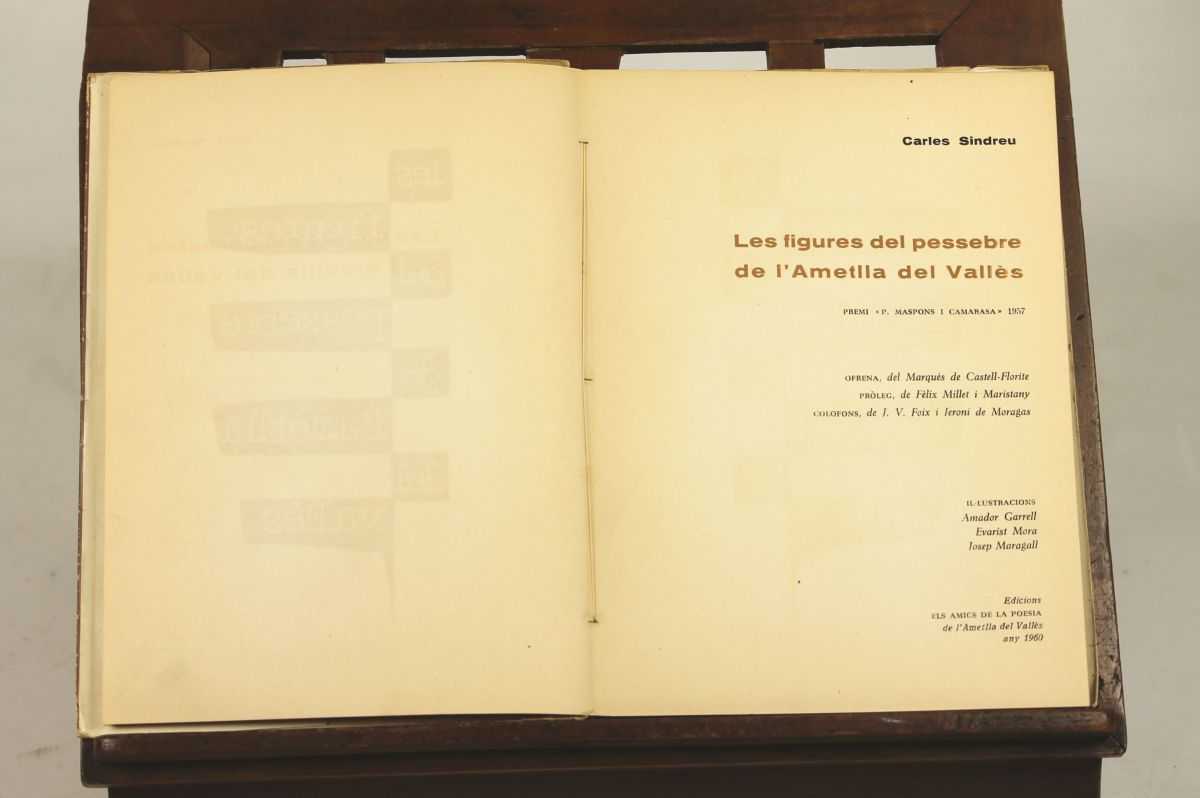 Carles Sindreu
Les figures del pessebre
de l'Ametlla del Vallès
PREMI «P. MASPONS I CAMARASA» 1957
OFRENA, del Marquès de Castell-Florite
PRÒLEG, de Fèlix Millet i Maristany
COLOFONS, de J. V. Foix i Jeroni de Moragas
IL·LUSTRACIONS
Amador Garrell
Evarist Mora
Josep Maragall
Edicions
ELS AMICS DE LA POESIA
de l'Ametlla del Vallès
any 1960